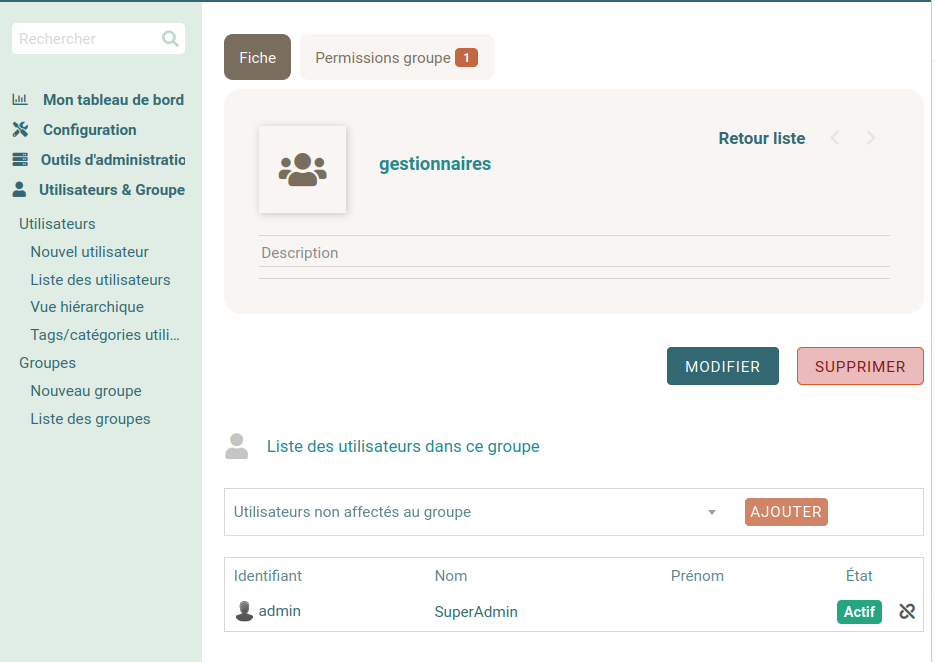 Rechercher
Mon tableau de bord
Configuration
Outils d'administratio
Utilisateurs & Groupe
Utilisateurs
Nouvel utilisateur
Liste des utilisateurs
Vue hiérarchique
Tags/catégories utili...
Groupes
Nouveau groupe
Liste des groupes
Fiche
Permissions groupe 1
gestionnaires
Retour liste
Description
MODIFIER
SUPPRIMER
Liste des utilisateurs dans ce groupe
Utilisateurs non affectés au groupe
AJOUTER
Identifiant Nom Prénom État
admin SuperAdmin Actif